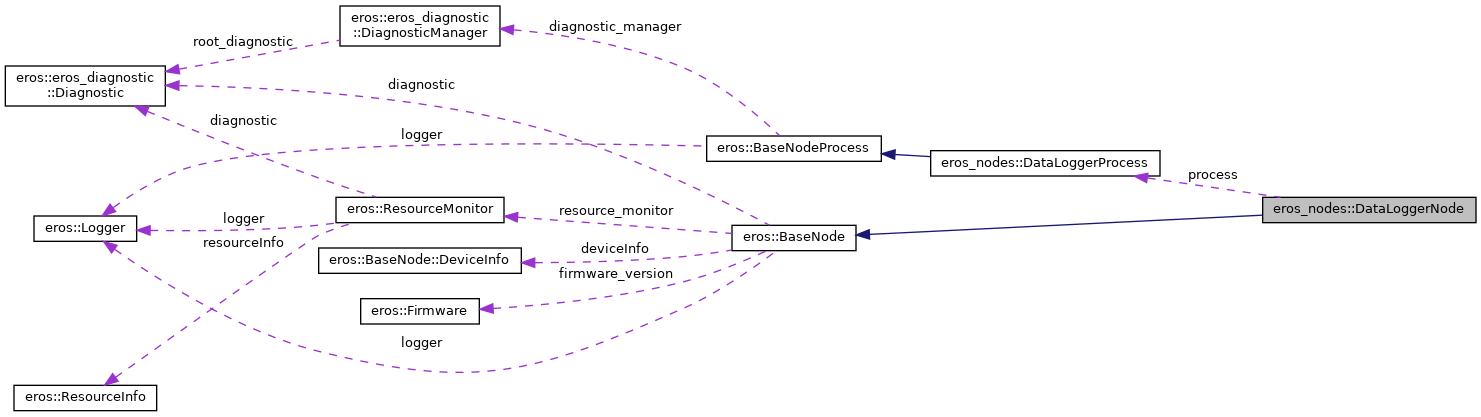 eros::eros_diagnostic
::DiagnosticManager
diagnostic_manager
root_diagnostic
eros::eros_diagnostic
::Diagnostic
diagnostic
diagnostic
logger
eros::BaseNodeProcess
eros_nodes::DataLoggerProcess
process
eros::ResourceMonitor
resource_monitor
eros_nodes::DataLoggerNode
logger
eros::Logger
eros::BaseNode
resourceInfo
deviceInfo
eros::BaseNode::DeviceInfo
firmware_version
eros::Firmware
logger
eros::ResourceInfo